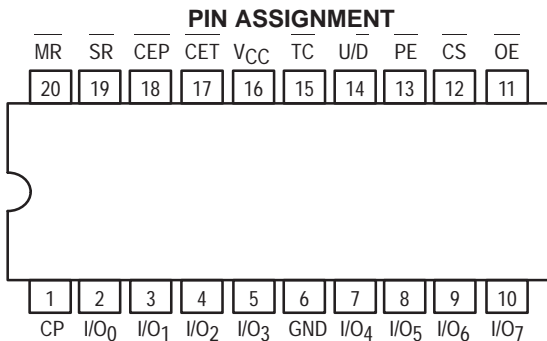 PIN ASSIGNMENT
MR SR CEP CET VCC TC U/D PE CS OE
20 19 18 17 16 15 14 13 12 11
1 2 3 4 5 6 7 8 9 10
CP I/O0 I/O1 I/O2 I/O3 GND I/O4 I/O5 I/O6 I/O7